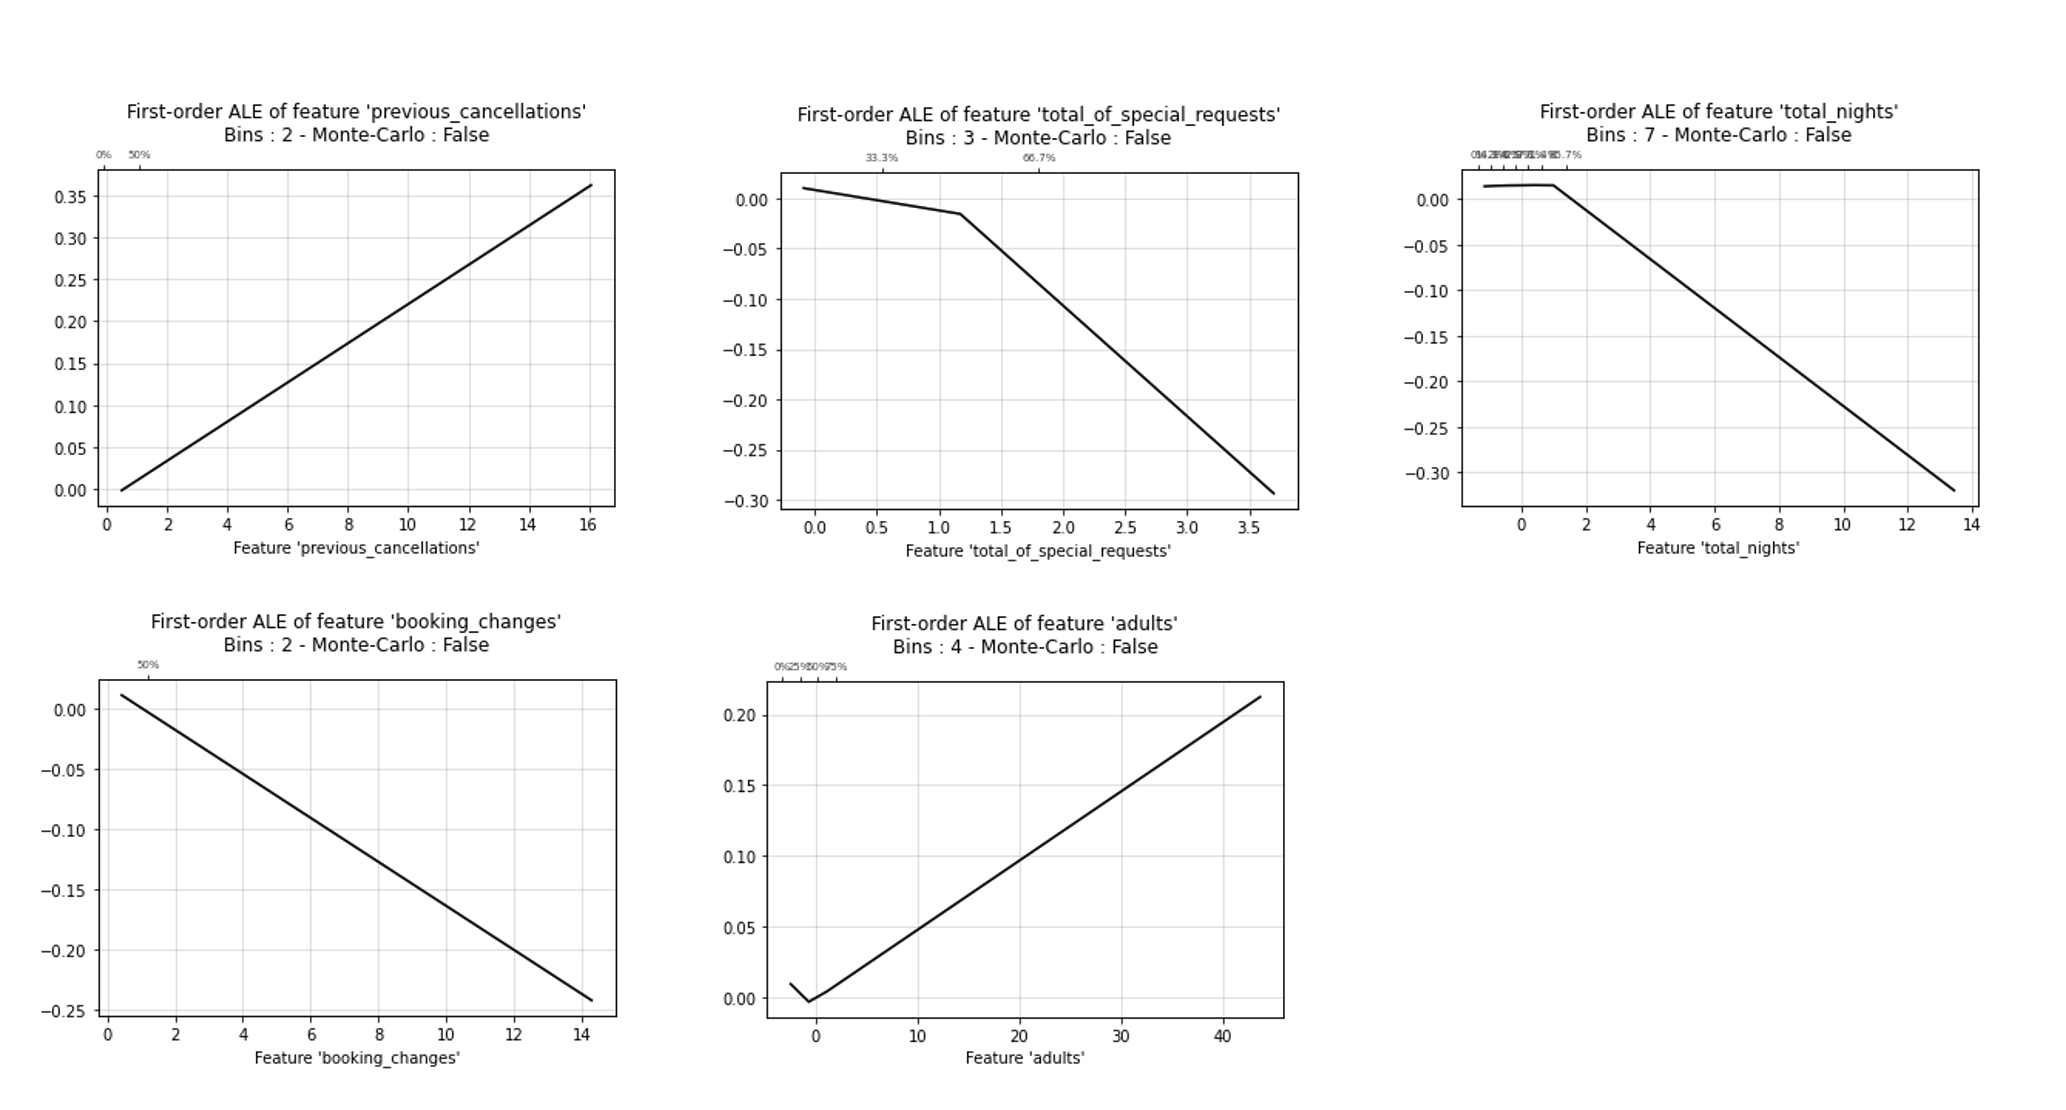 First-order ALE of feature 'previous_cancellations'
Bins : 2 - Monte-Carlo : False
0% 50%
0.35
0.30
0.25
0.20
0.15
0.10
0.05
0.00
0 2 4 6 8 10 12 14 16
Feature 'previous_cancellations'
First-order ALE of feature 'total_of_special_requests'
Bins : 3 - Monte-Carlo : False
33.3% 66.7%
0.00
−0.05
−0.10
−0.15
−0.20
−0.25
−0.30
0.0 0.5 1.0 1.5 2.0 2.5 3.0 3.5
Feature 'total_of_special_requests'
First-order ALE of feature 'total_nights'
Bins : 7 - Monte-Carlo : False
0.00
−0.05
−0.10
−0.15
−0.20
−0.25
−0.30
0 2 4 6 8 10 12 14
Feature 'total_nights'
First-order ALE of feature 'booking_changes'
Bins : 2 - Monte-Carlo : False
50%
0.00
−0.05
−0.10
−0.15
−0.20
−0.25
0 2 4 6 8 10 12 14
Feature 'booking_changes'
First-order ALE of feature 'adults'
Bins : 4 - Monte-Carlo : False
0% 25% 50% 75%
0.20
0.15
0.10
0.05
0.00
0 10 20 30 40
Feature 'adults'